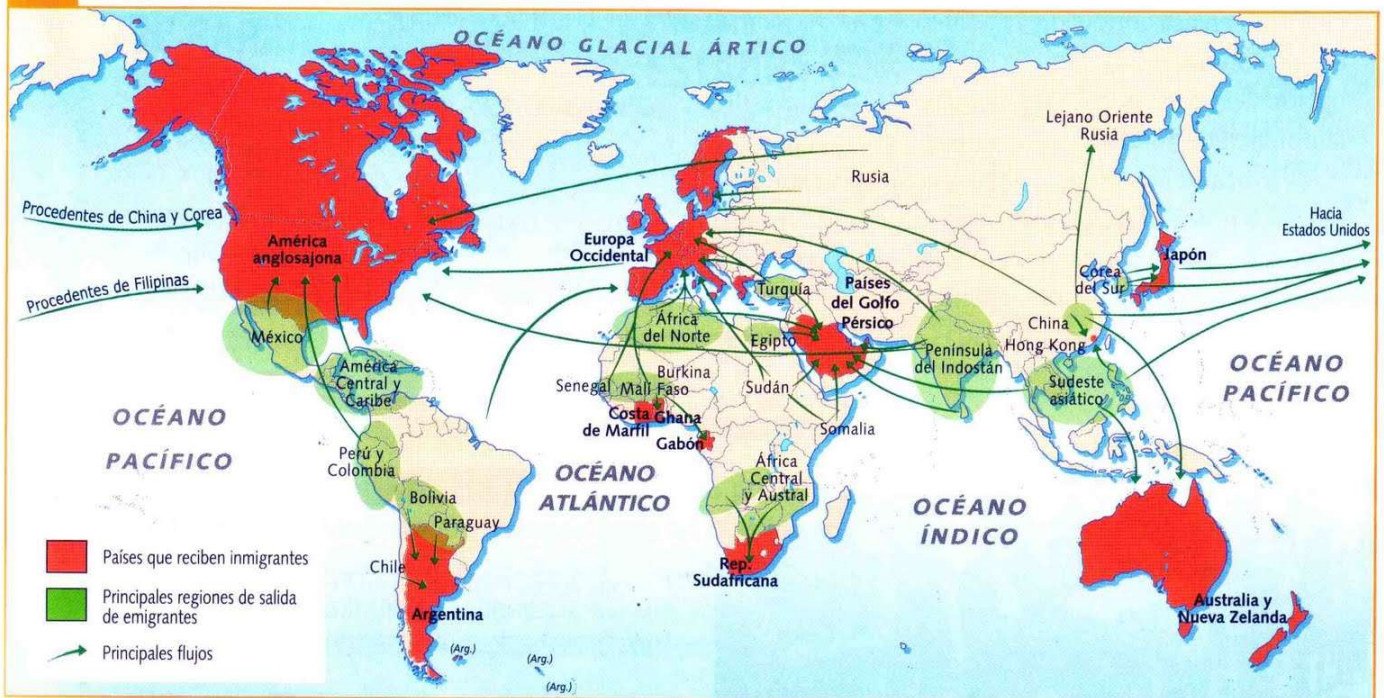 OCÉANO GLACIAL ÁRTICO
Lejano Oriente
Rusia
Rusia
Procedentes de China y Corea
Hacia
Estados Unidos
América
anglosajona
Europa
Occidental
Japón
Corea
del Sur
Procedentes de Filipinas
Turquía
Países
del Golfo
Pérsico
México
África
del Norte
Egipto
China
Hong Kong
Península
del Indostán
América
Central y
Caribe
Senegal
Malí
Burkina
Faso
Sudán
Sudeste
asiático
OCÉANO
PACÍFICO
OCÉANO
PACÍFICO
Costa
de Marfil
Ghana
Gabón
Somalia
Perú y
Colombia
OCÉANO
ATLÁNTICO
África
Central
y Austral
Bolivia
Paraguay
OCÉANO
ÍNDICO
Países que reciben inmigrantes
Chile
Rep.
Sudafricana
Principales regiones de salida
de emigrantes
Argentina
Australia y
Nueva Zelanda
Principales flujos
(Arg.)
(Arg.)
(Arg.)